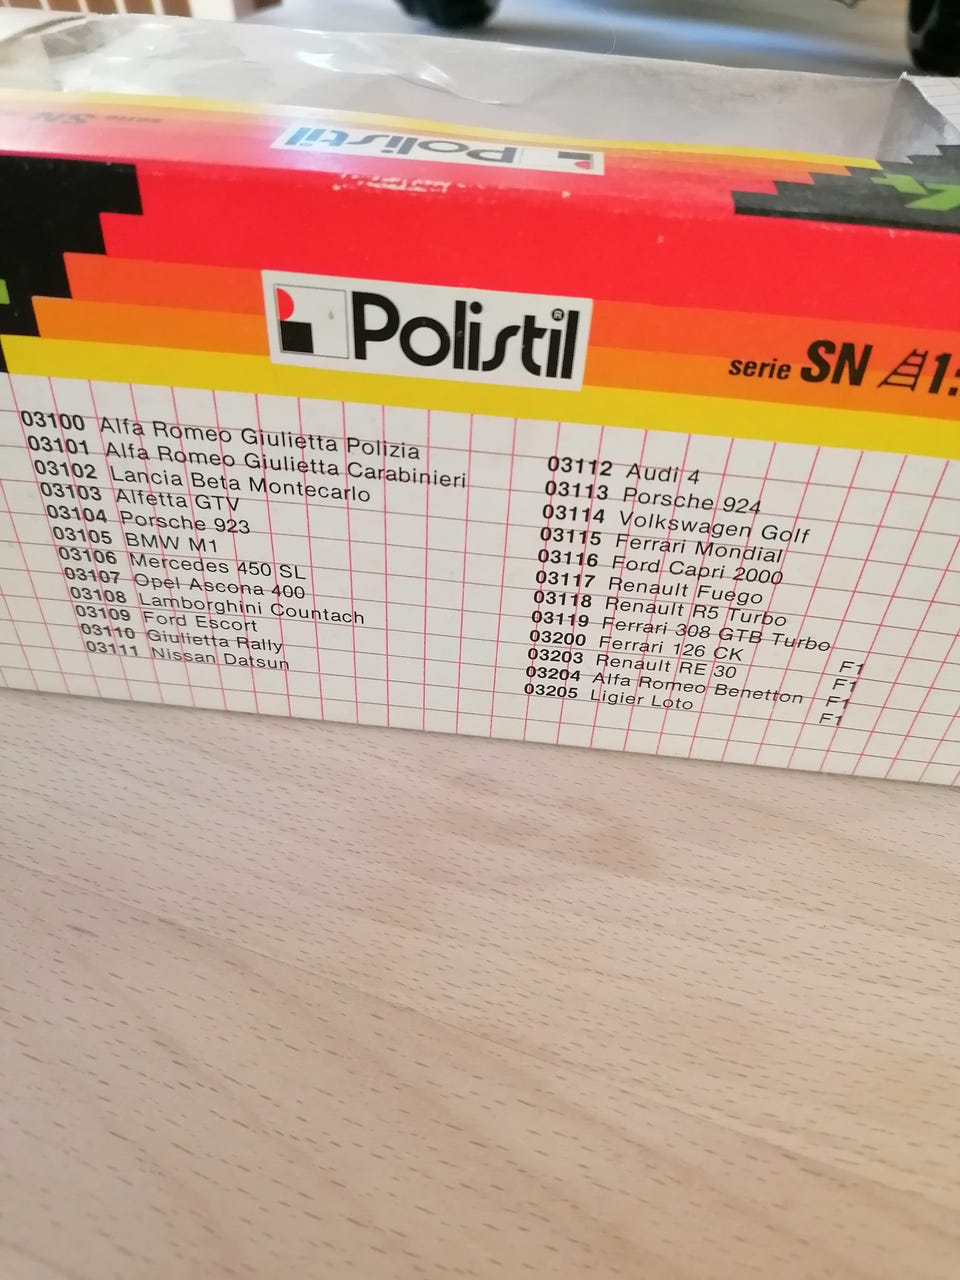 Polistil
serie SN
Polistil®
serie SN 1:
03100 Alfa Romeo Giulietta Polizia
03101 Alfa Romeo Giulietta Carabinieri
03102 Lancia Beta Montecarlo
03103 Alfetta GTV
03104 Porsche 923
03105 BMW M1
03106 Mercedes 450 SL
03107 Opel Ascona 400
03108 Lamborghini Countach
03109 Ford Escort
03110 Giulietta Rally
03111 Nissan Datsun
03112 Audi 4
03113 Porsche 924
03114 Volkswagen Golf
03115 Ferrari Mondial
03116 Ford Capri 2000
03117 Renault Fuego
03118 Renault R5 Turbo
03119 Ferrari 308 GTB Turbo
03200 Ferrari 126 CK F1
03203 Renault RE 30 F1
03204 Alfa Romeo Benetton F1
03205 Ligier Loto F1